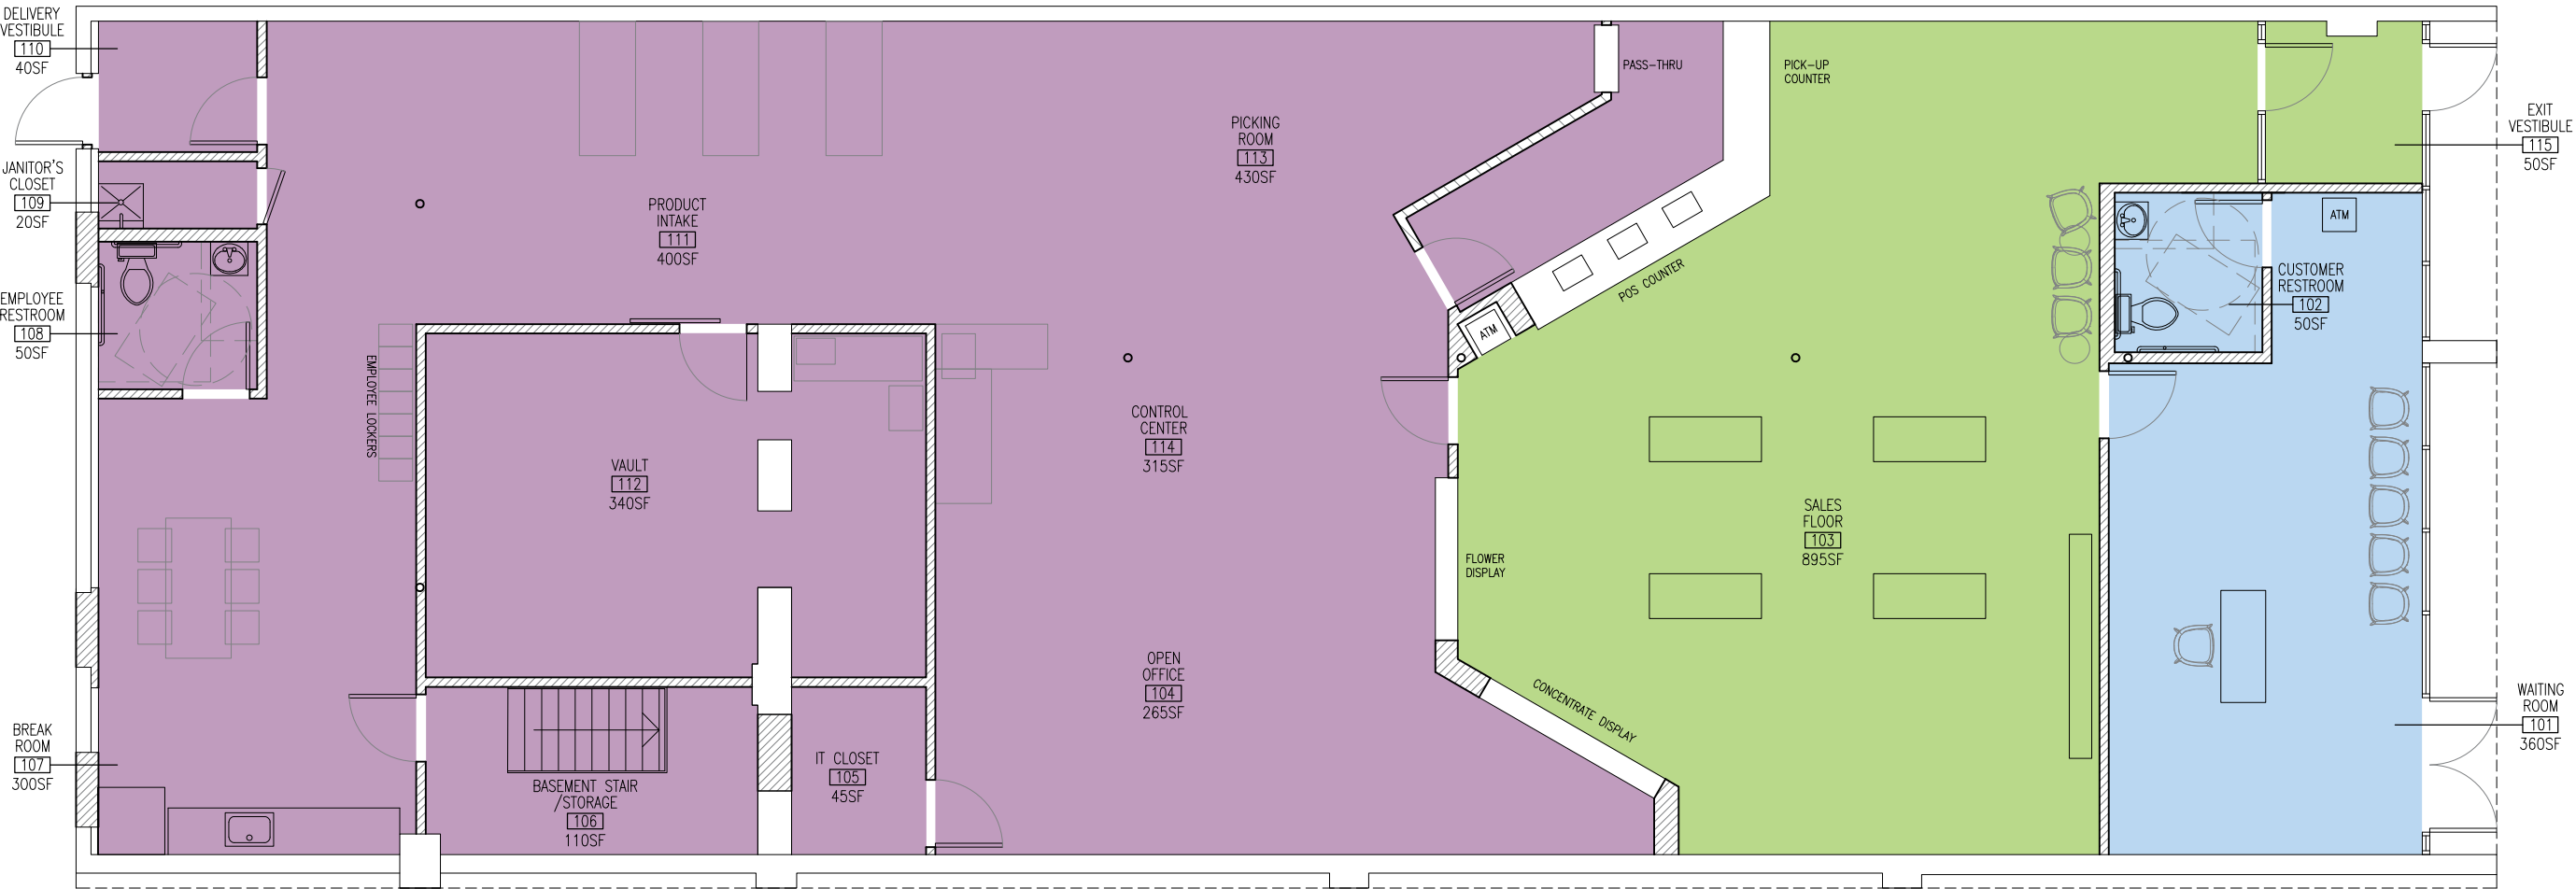 DELIVERY
VESTIBULE
110
40SF
JANITOR'S
CLOSET
109
20SF
EMPLOYEE
RESTROOM
108
50SF
BREAK
ROOM
107
300SF
EMPLOYEE LOCKERS
PRODUCT
INTAKE
111
400SF
VAULT
112
340SF
BASEMENT STAIR
/STORAGE
106
110SF
IT CLOSET
105
45SF
PICKING
ROOM
113
430SF
CONTROL
CENTER
114
315SF
OPEN
OFFICE
104
265SF
PASS-THRU
PICK-UP
COUNTER
POS COUNTER
ATM
FLOWER
DISPLAY
CONCENTRATE DISPLAY
SALES
FLOOR
103
895SF
ATM
CUSTOMER
RESTROOM
102
50SF
EXIT
VESTIBULE
115
50SF
WAITING
ROOM
101
360SF